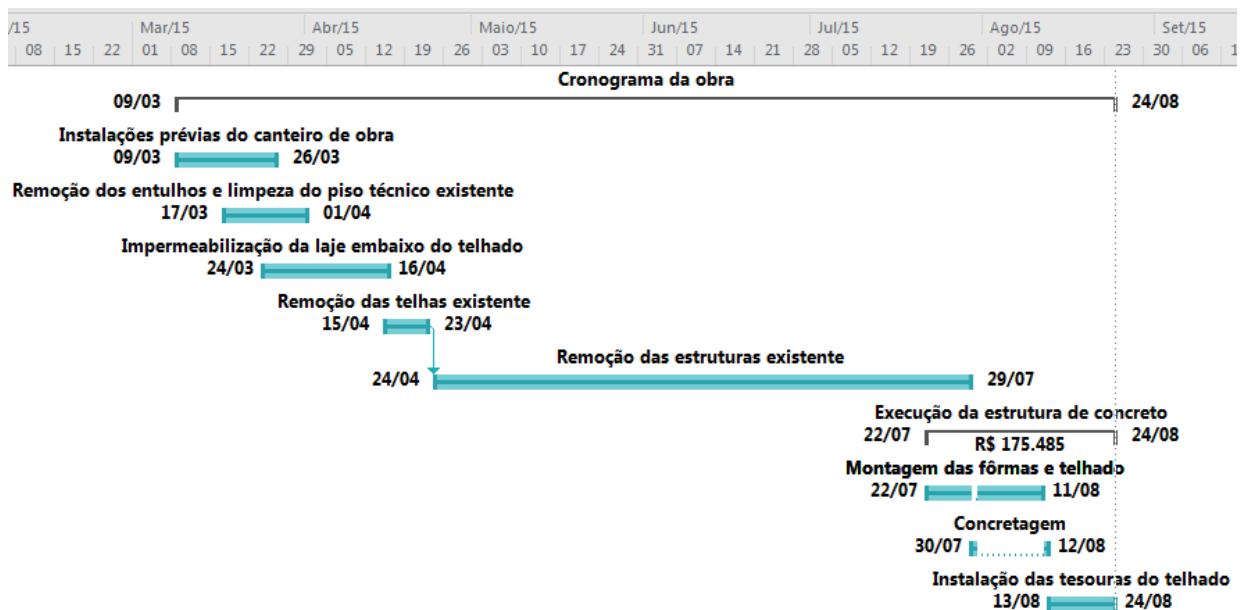 /15 Mar/15 Abr/15 Maio/15 Jun/15 Jul/15 Ago/15 Set/15
08 15 22 01 08 15 22 29 05 12 19 26 03 10 17 24 31 07 14 21 28 05 12 19 26 02 09 16 23 30 06 1
Cronograma da obra
09/03 24/08
Instalações prévias do canteiro de obra
09/03 26/03
Remoção dos entulhos e limpeza do piso técnico existente
17/03 01/04
Impermeabilização da laje embaixo do telhado
24/03 16/04
Remoção das telhas existente
15/04 23/04
Remoção das estruturas existente
24/04 29/07
Execução da estrutura de concreto
22/07 24/08
R$ 175.485
Montagem das fôrmas e telhado
22/07 11/08
Concretagem
30/07 12/08
Instalação das tesouras do telhado
13/08 24/08